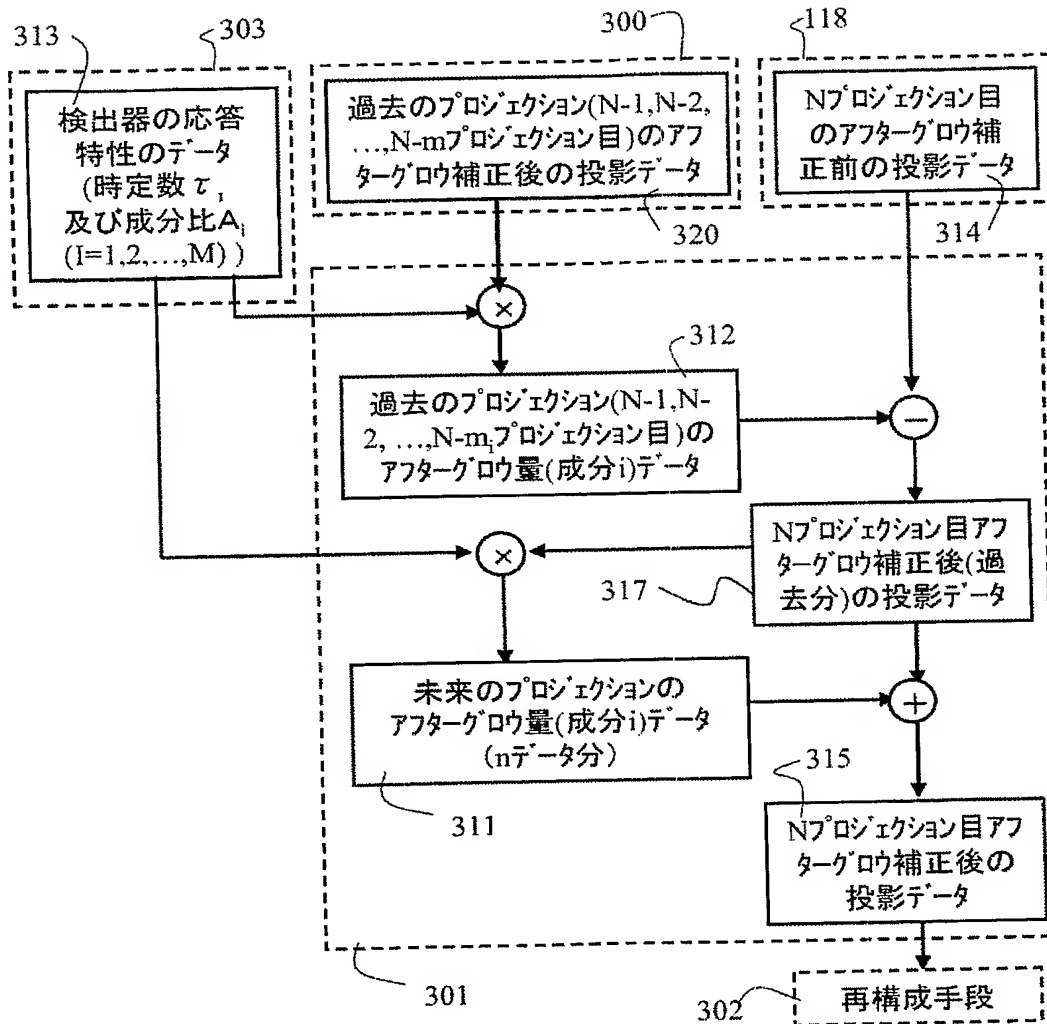 313
303
検出器の応答
特性のデータ
(時定数τi
及び成分比Ai
(I=1,2,…,M) )
300
過去のプロジェクション(N-1,N-2,
…,N-mプロジェクション目)のアフ
ターグロウ補正後の投影データ
320
118
Nプロジェクション目
のアフターグロウ補
正前の投影データ
314
×
312
過去のプロジェクション(N-1,N-
2, …,N-miプロジェクション目)の
アフターグロウ量(成分i)データ
−
×
Nプロジェクション目アフ
ターグロウ補正後(過
去分)の投影データ
317
未来のプロジェクションの
アフターグロウ量(成分i)データ
(nデータ分)
311
+
315
Nプロジェクション目アフ
ターグロウ補正後の
投影データ
301
302
再構成手段